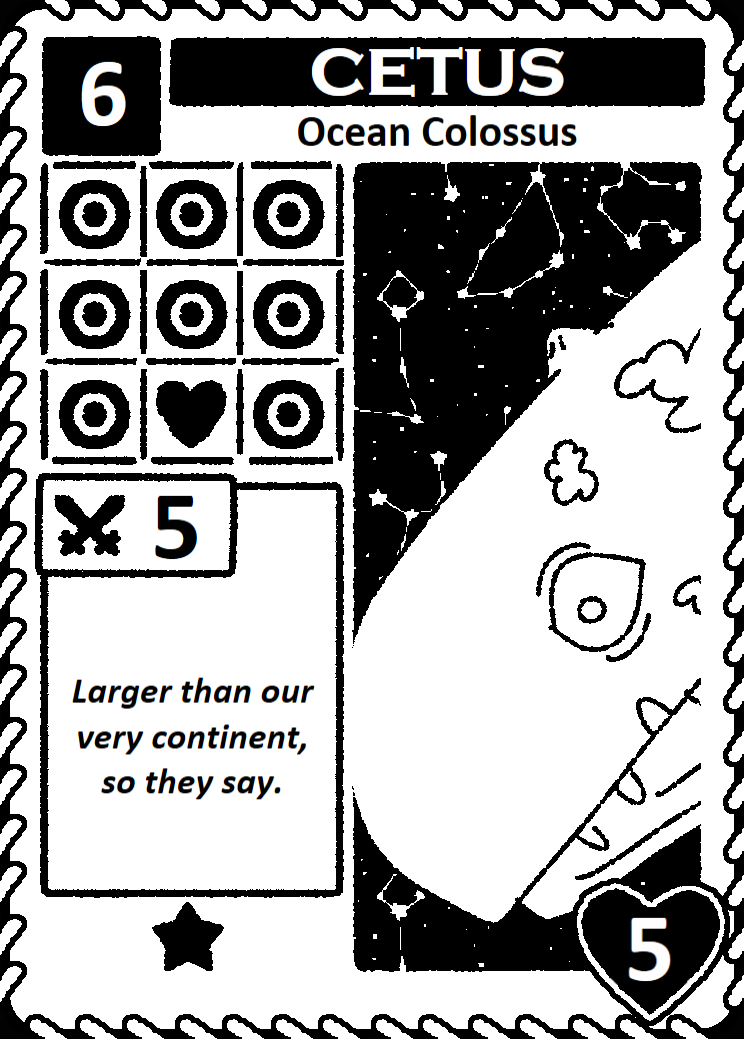 6
CETUS
Ocean Colossus
5
Larger than our
very continent,
so they say.
5